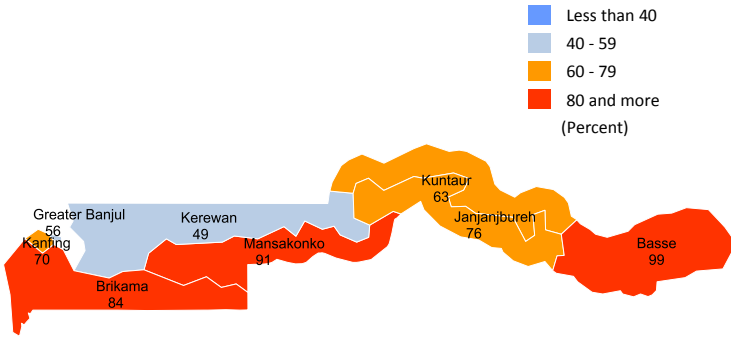 Less than 40
40 - 59
60 - 79
80 and more
(Percent)
Kuntaur
63
Greater Banjul
56
Kerewan
49
Janjanjbureh
76
Kanfing
70
Mansakonko
91
Basse
99
Brikama
84